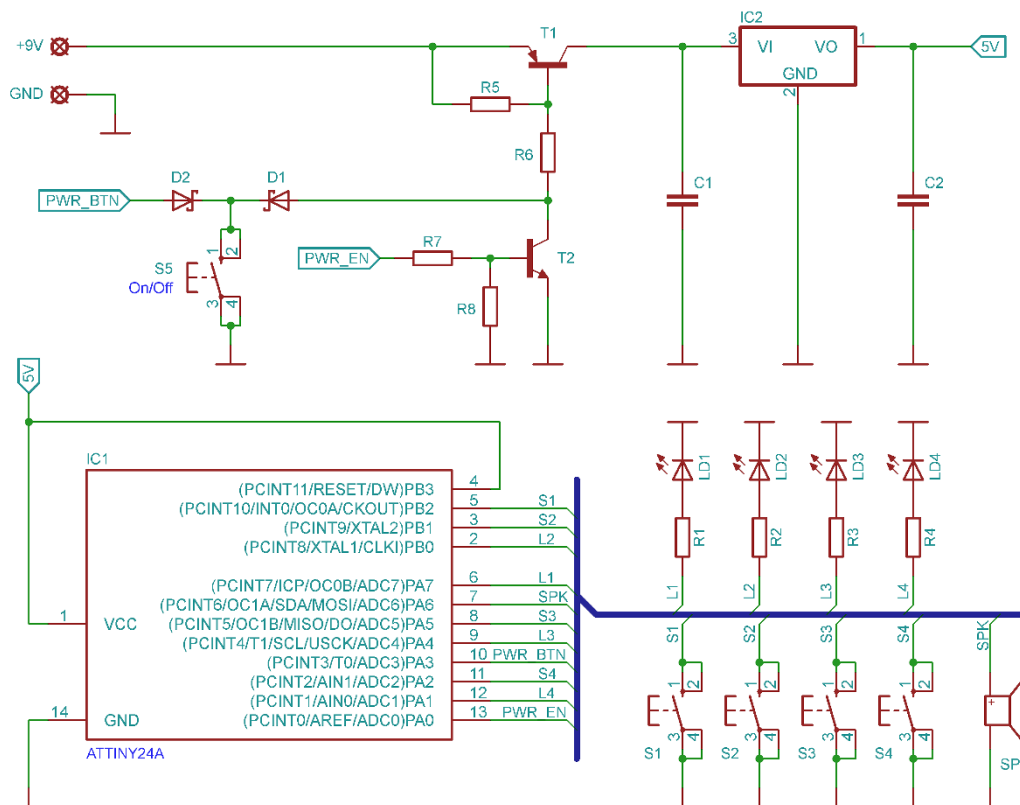 +9V
GND
T1
IC2
3 VI VO 1
GND
2
5V
R5
R6
C1
C2
PWR_BTN
D2
D1
PWR_EN
R7
T2
R8
S5
On/Off
1 2
3 4
5V
IC1
(PCINT11/RESET/DW)PB3 4
(PCINT10/INT0/OC0A/CKOUT)PB2 5 S1
(PCINT9/XTAL2)PB1 3 S2
(PCINT8/XTAL1/CLKI)PB0 2 L2
(PCINT7/ICP/OC0B/ADC7)PA7 6 L1
(PCINT6/OC1A/SDA/MOSI/ADC6)PA6 7 SPK
(PCINT5/OC1B/MISO/DO/ADC5)PA5 8 S3
(PCINT4/T1/SCL/USCK/ADC4)PA4 9 L3
(PCINT3/T0/ADC3)PA3 10 PWR_BTN
(PCINT2/AIN1/ADC2)PA2 11 S4
(PCINT1/AIN0/ADC1)PA1 12 L4
(PCINT0/AREF/ADC0)PA0 13 PWR_EN
1 VCC
14 GND
ATTINY24A
LD1 LD2 LD3 LD4
R1 R2 R3 R4
L1 L2 L3 L4
S1 S2 S3 S4 SPK
1 2 1 2 1 2 1 2
+
3 4 3 4 3 4 3 4
S1 S2 S3 S4 SP